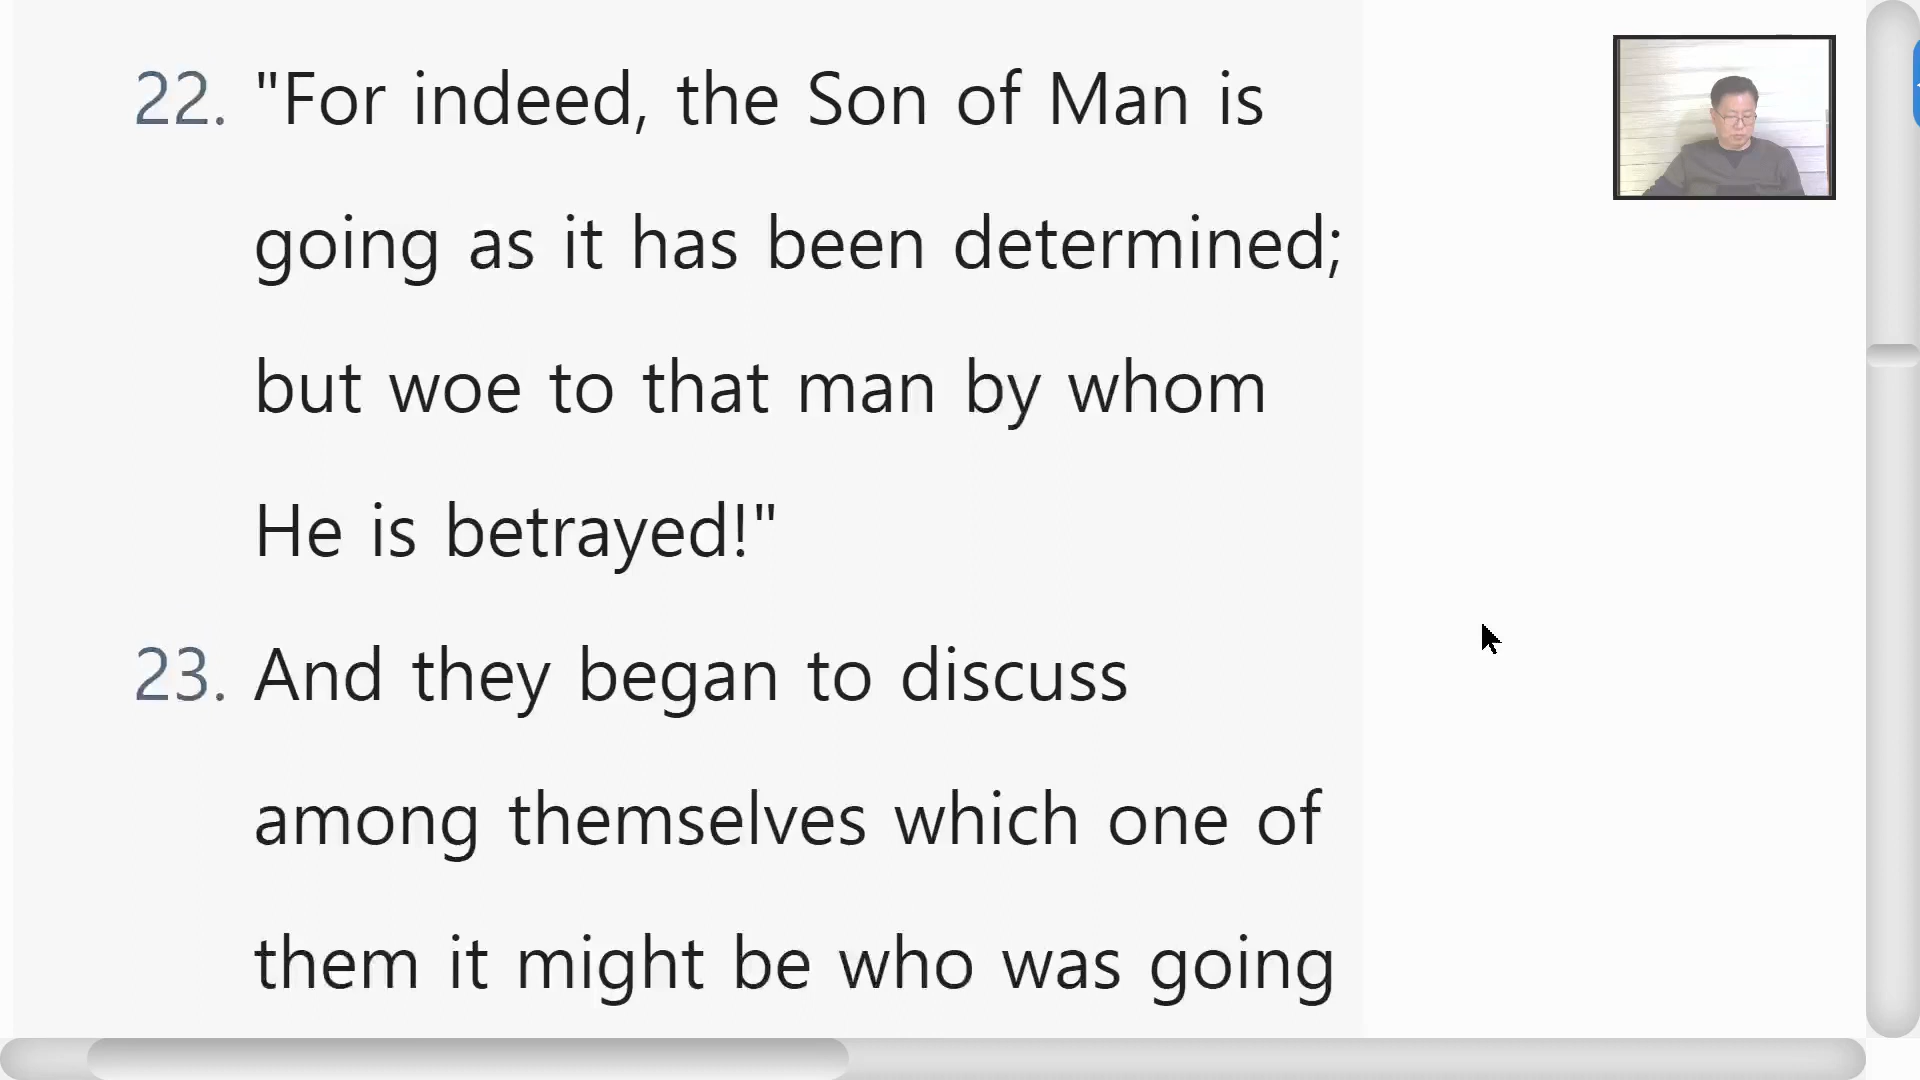 22. "For indeed, the Son of Man is
going as it has been determined;
but woe to that man by whom
He is betrayed!"
23. And they began to discuss
among themselves which one of
them it might be who was going